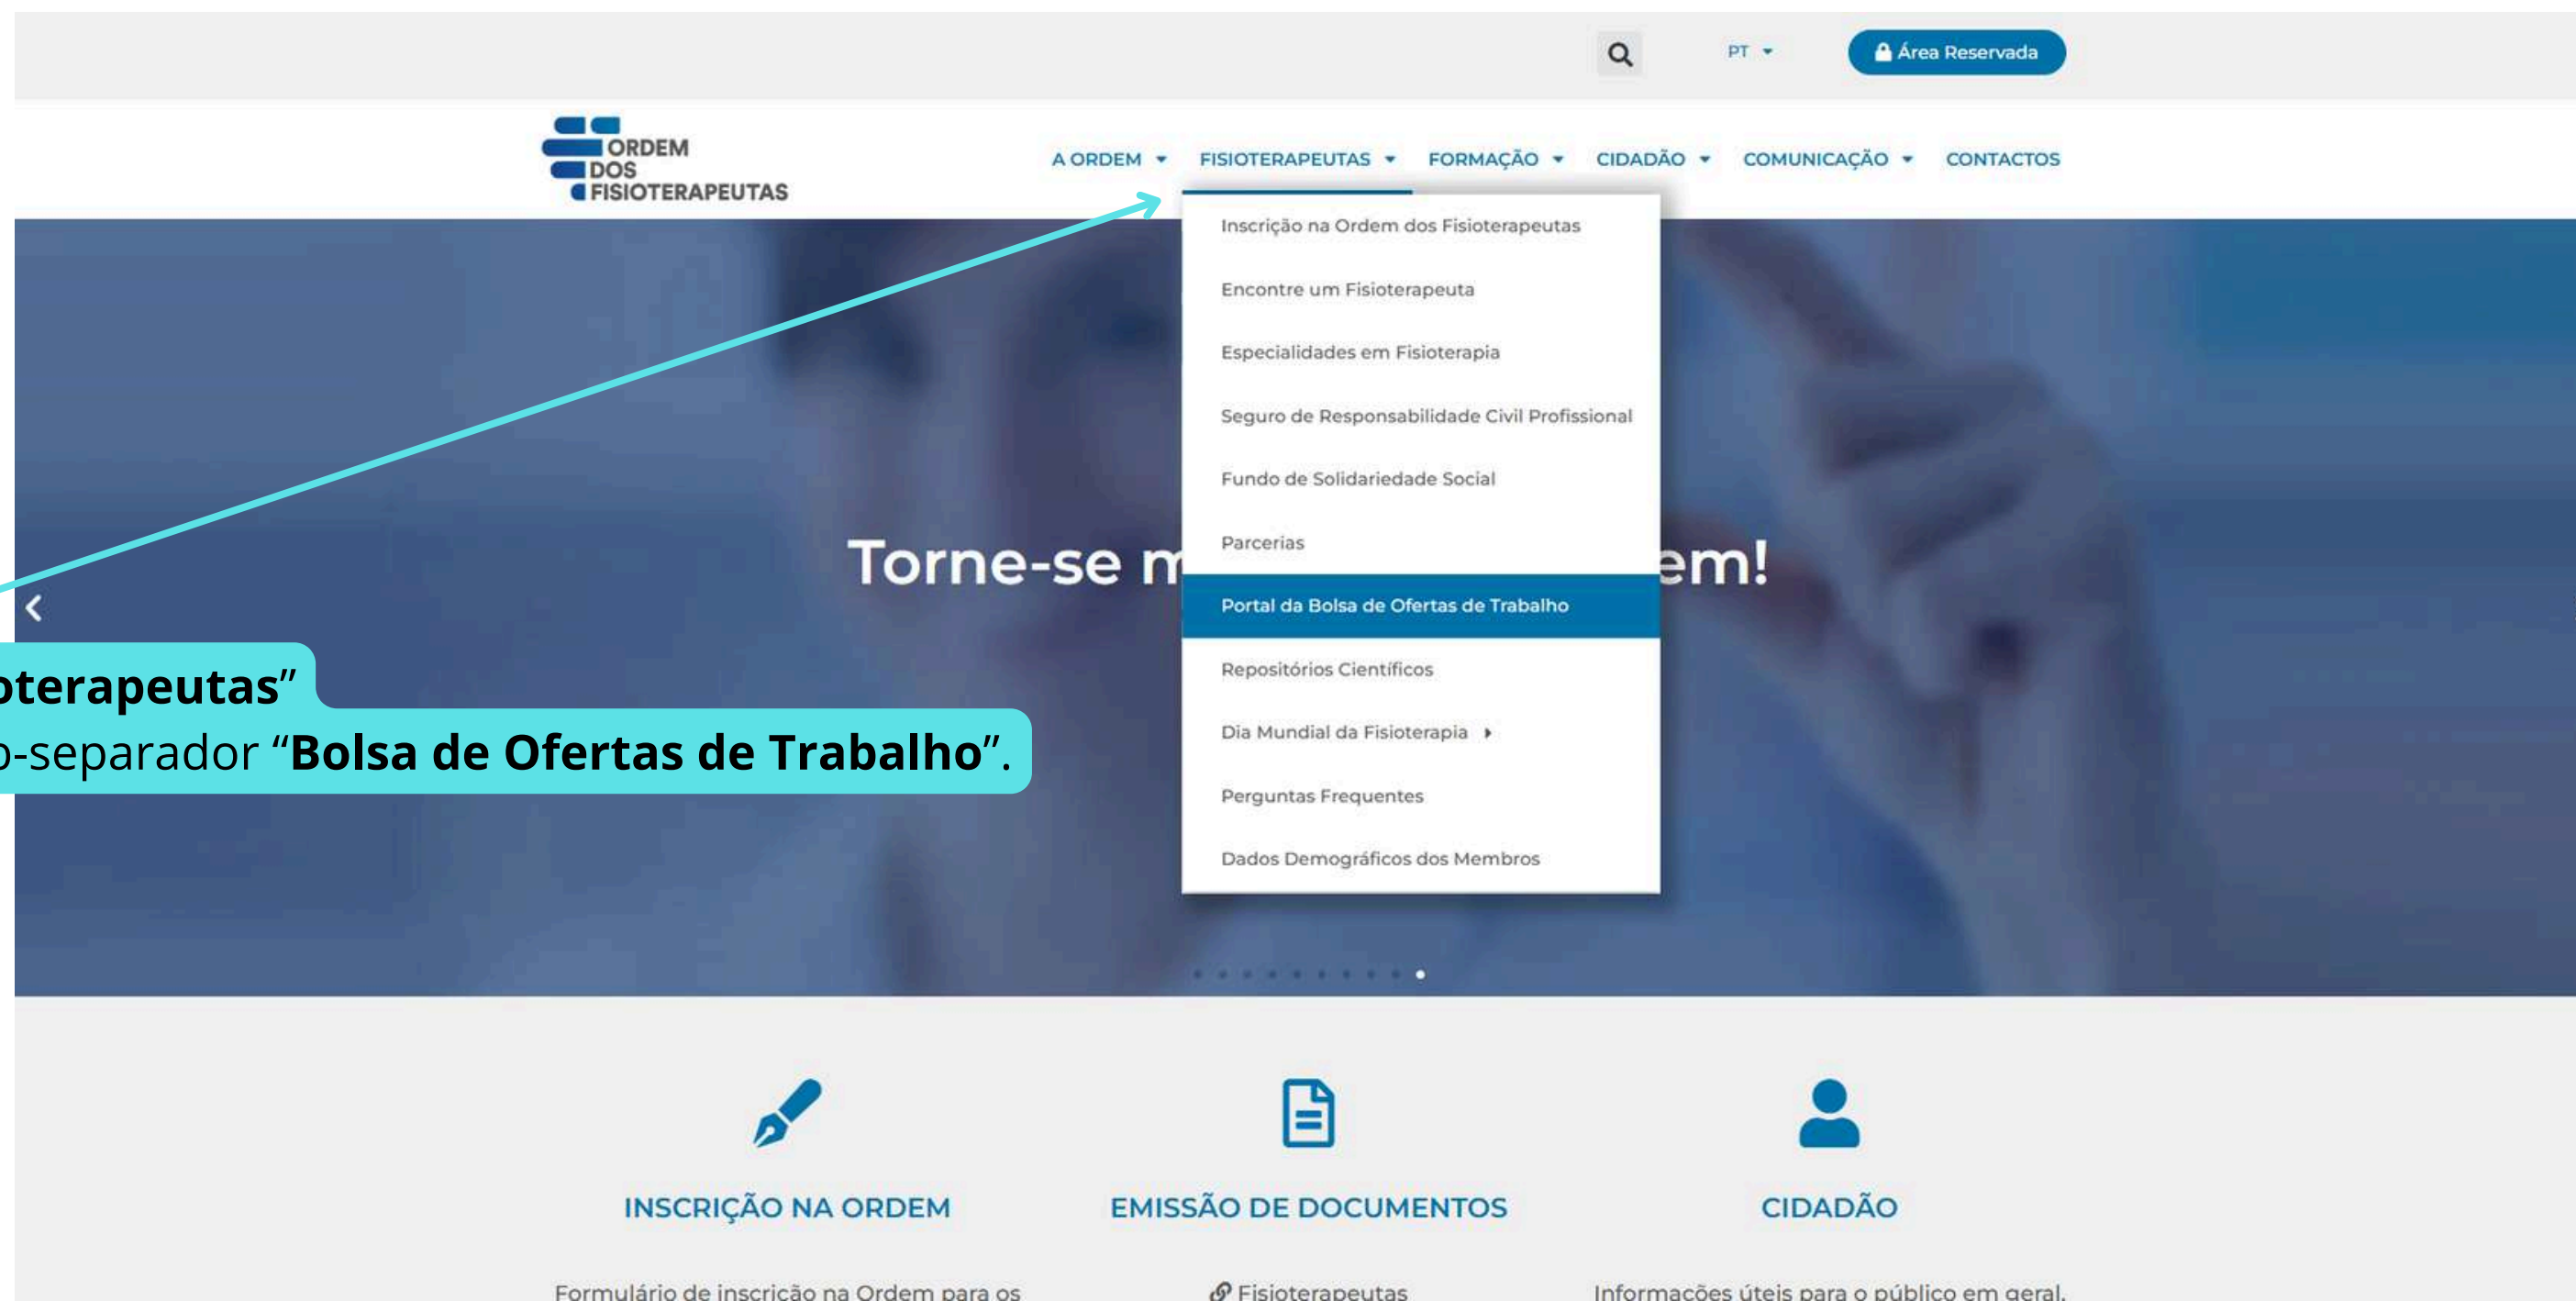 PT
Área Reservada
ORDEM
DOS
FISIOTERAPEUTAS
A ORDEM FISIOTERAPEUTAS FORMAÇÃO CIDADÃO COMUNICAÇÃO CONTACTOS
Inscrição na Ordem dos Fisioterapeutas
Encontre um Fisioterapeuta
Especialidades em Fisioterapia
Seguro de Responsabilidade Civil Profissional
Fundo de Solidariedade Social
Parcerias
Torne-se em!
Portal da Bolsa de Ofertas de Trabalho
Repositórios Científicos
Dia Mundial da Fisioterapia
Perguntas Frequentes
Dados Demográficos dos Membros
oterapeutas”
-separador “Bolsa de Ofertas de Trabalho”.
INSCRIÇÃO NA ORDEM
EMISSÃO DE DOCUMENTOS
CIDADÃO
Formulário de inscrição na Ordem para os
Fisioterapeutas
Informações úteis para o público em geral.